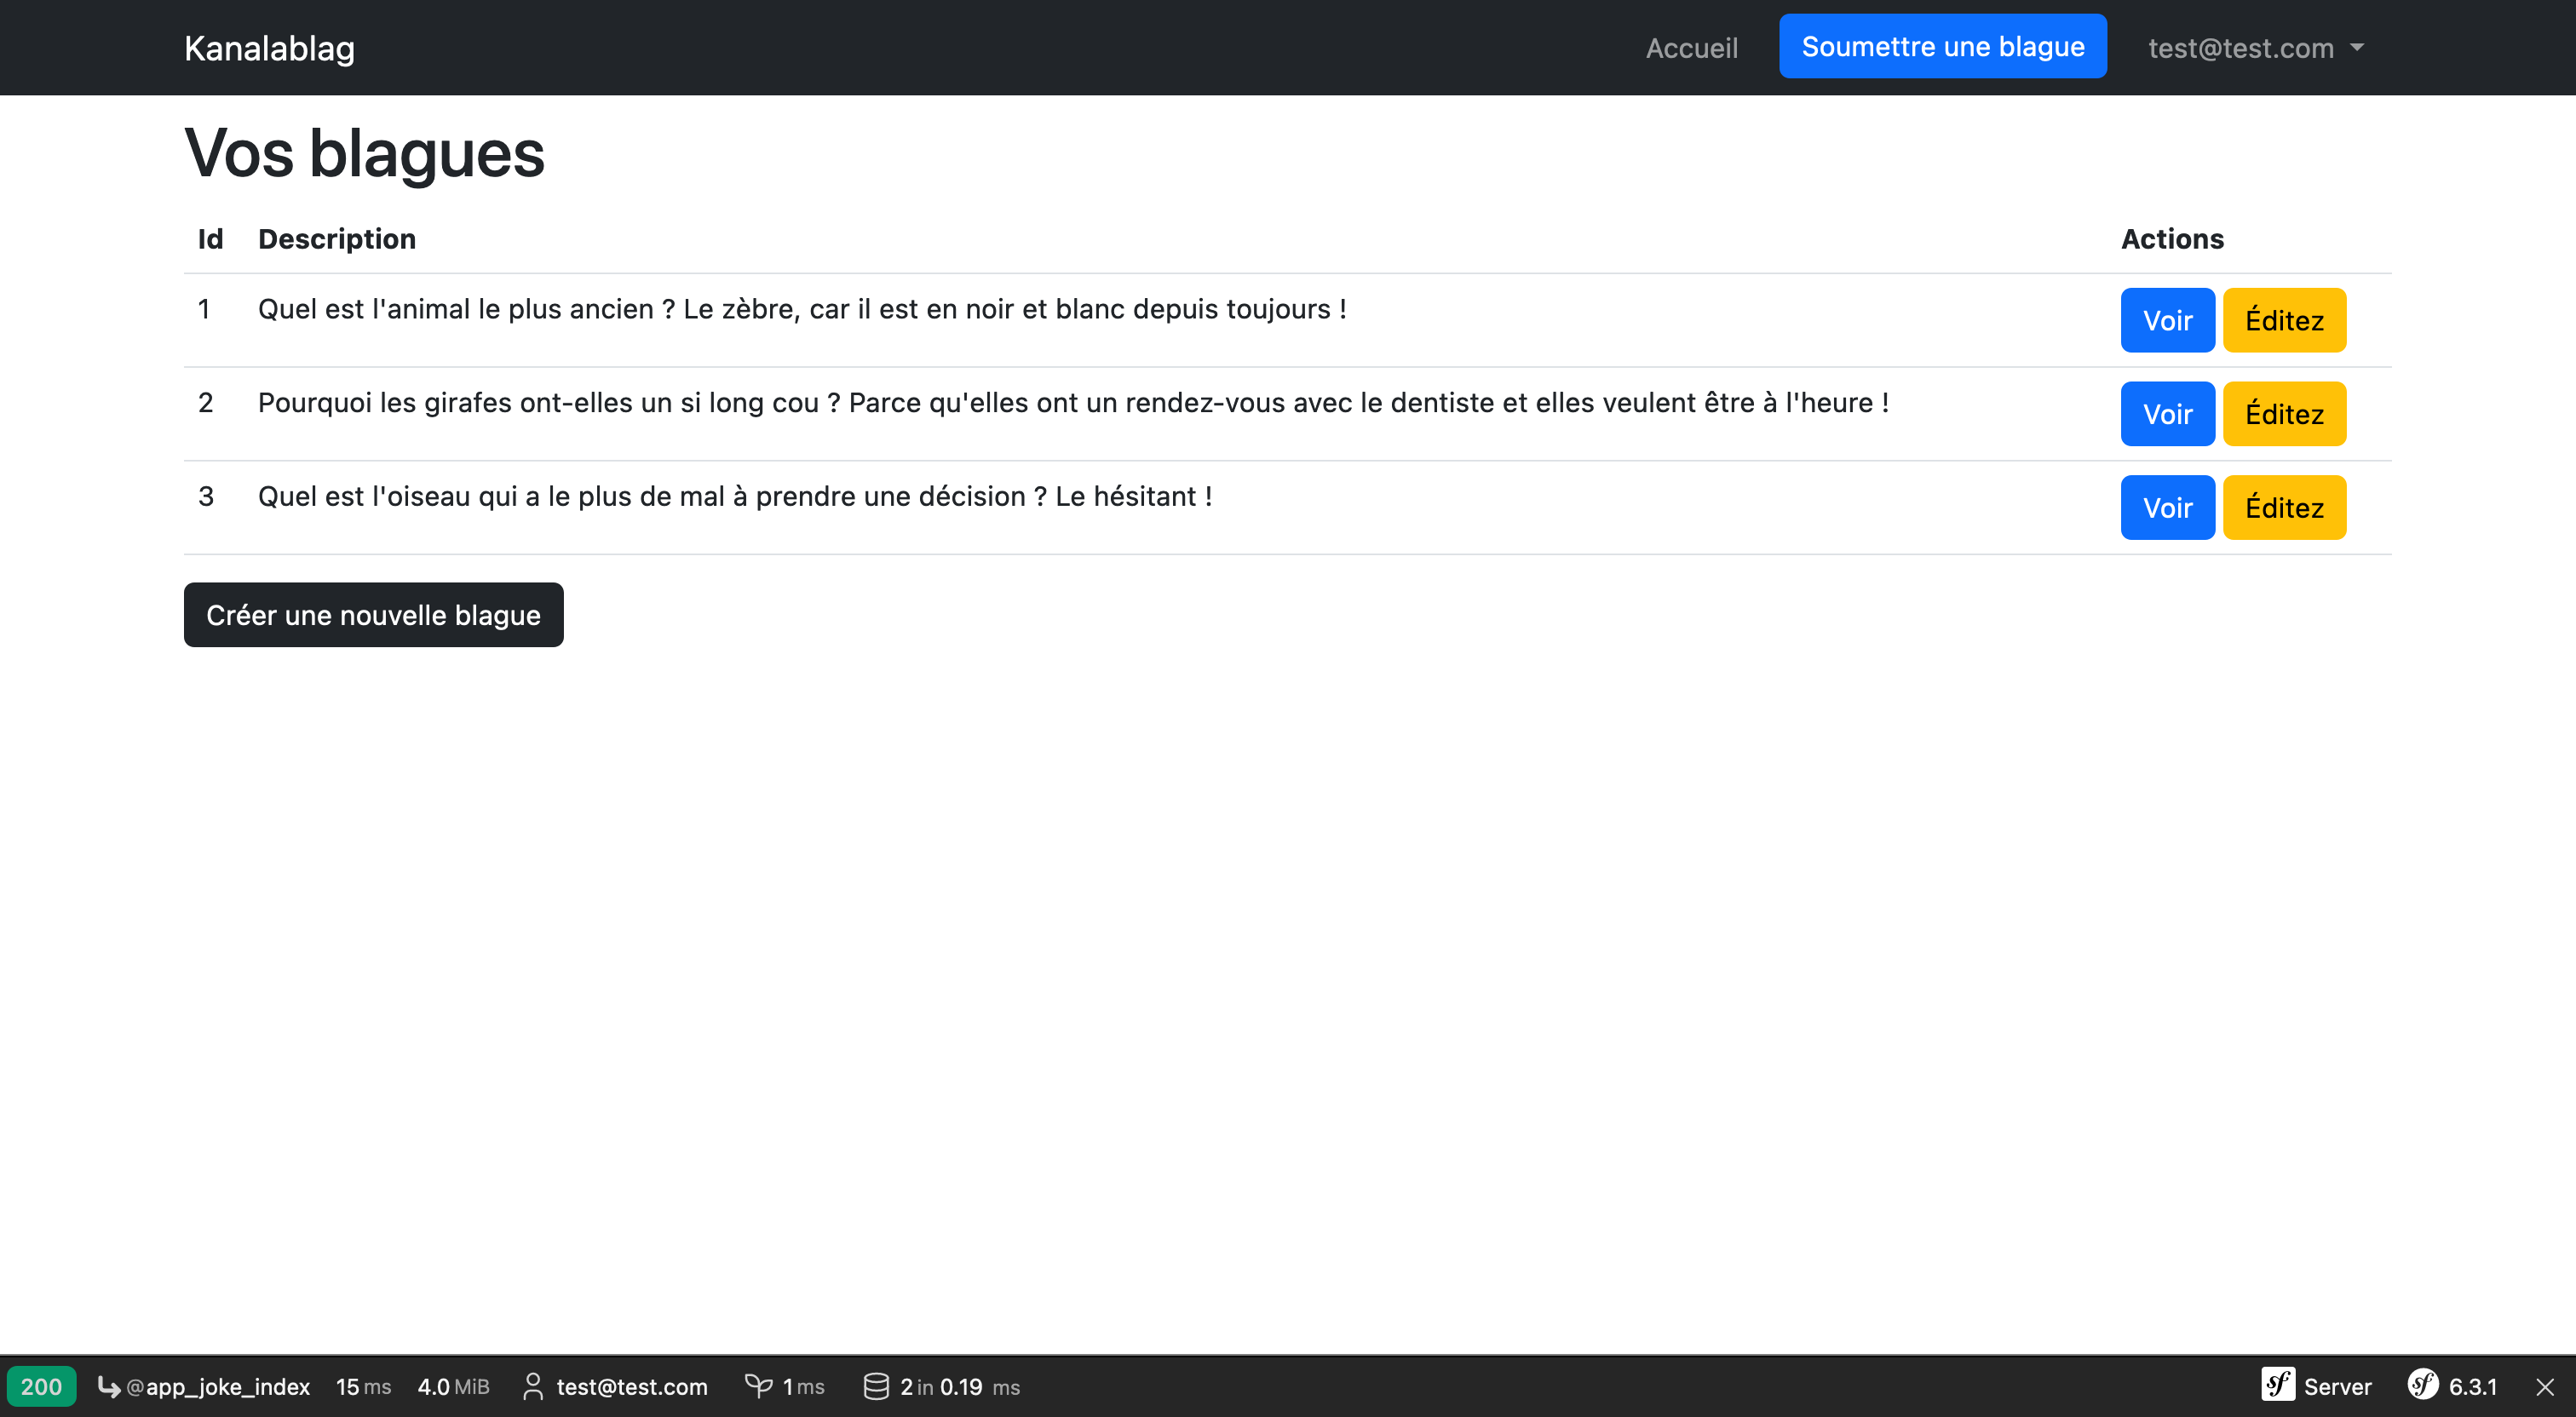 Kanalablag Accueil Soumettre une blague test@test.com
Vos blagues
Id Description Actions
1 Quel est l'animal le plus ancien ? Le zèbre, car il est en noir et blanc depuis toujours ! Voir Éditez
2 Pourquoi les girafes ont-elles un si long cou ? Parce qu'elles ont un rendez-vous avec le dentiste et elles veulent être à l'heure ! Voir Éditez
3 Quel est l'oiseau qui a le plus de mal à prendre une décision ? Le hésitant ! Voir Éditez
Créer une nouvelle blague
200 @app_joke_index 15 ms 4.0 MiB test@test.com 1 ms 2 in 0.19 ms sf Server sf 6.3.1